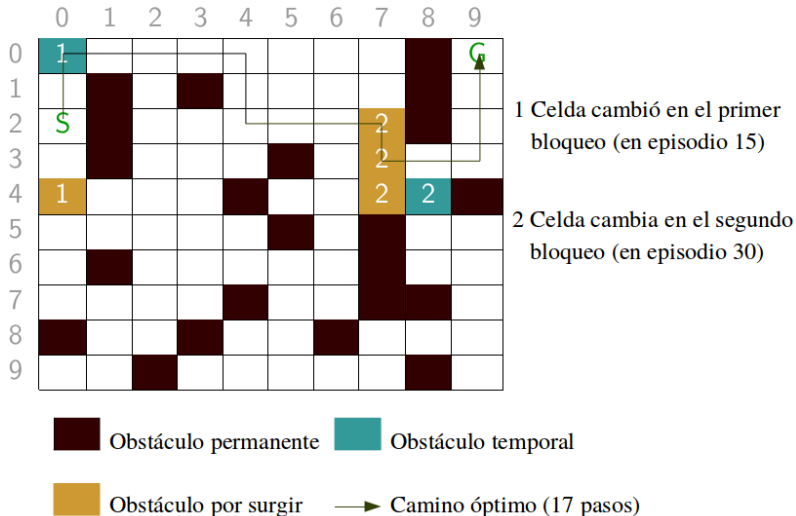 0 1 2 3 4 5 6 7 8 9
0 1 G
1
2 S 2
3 2
4 1 2 2
5
6
7
8
9
1 Celda cambió en el primer
bloqueo (en episodio 15)
2 Celda cambia en el segundo
bloqueo (en episodio 30)
Obstáculo permanente
Obstáculo temporal
Obstáculo por surgir
Camino óptimo (17 pasos)